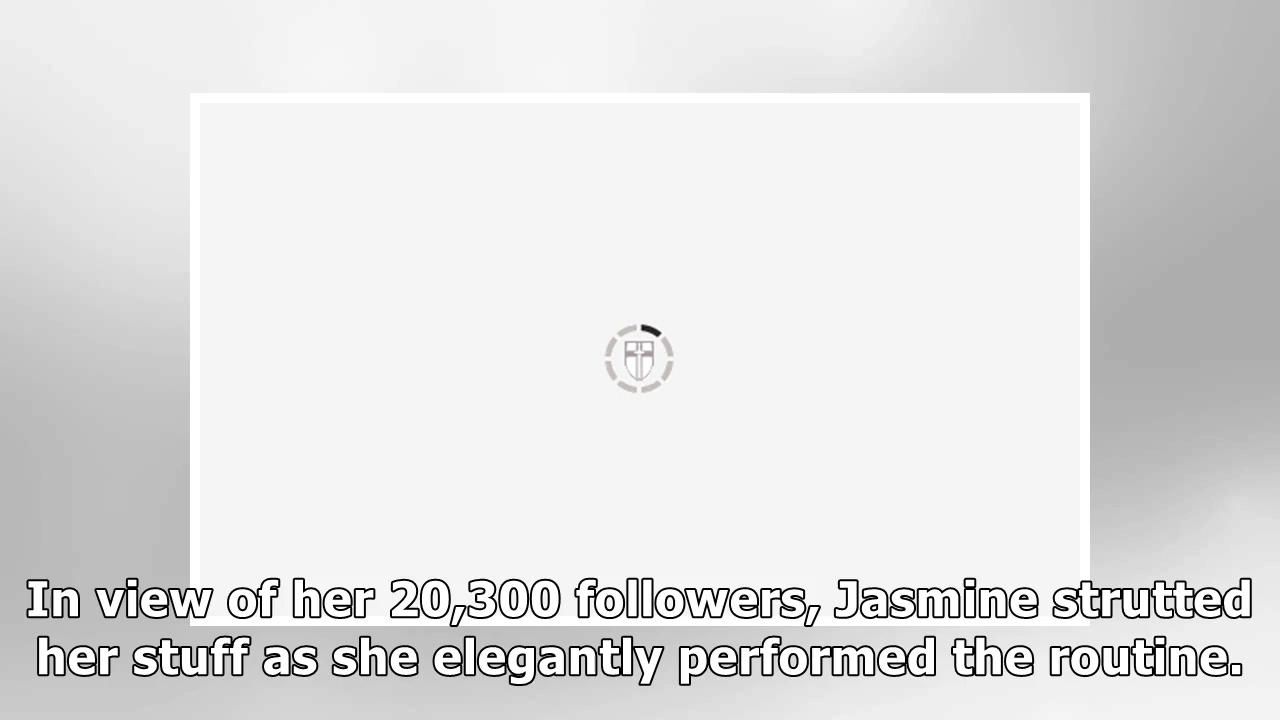 In view of her 20,300 followers, Jasmine strutted
her stuff as she elegantly performed the routine.